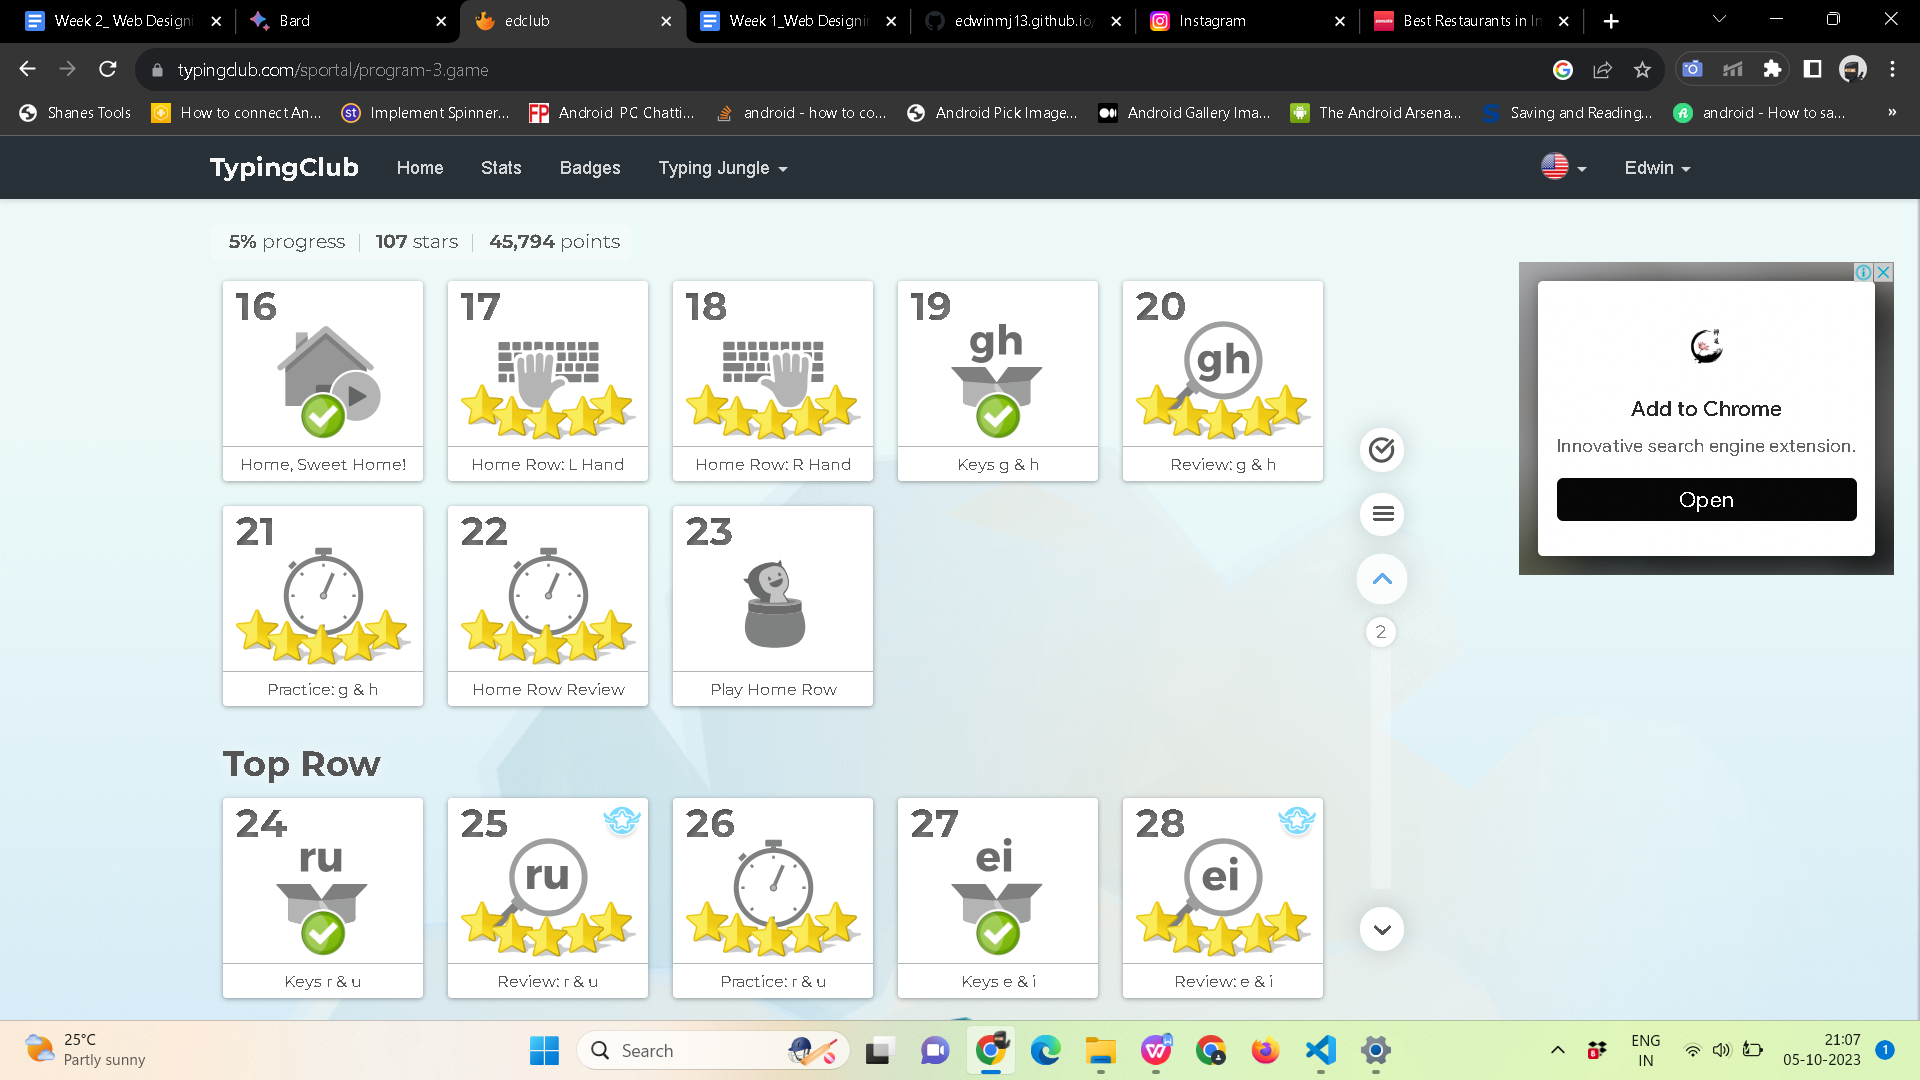 Week 2_ Web Designi
Bard
edclub
Week 1_Web Designin
edwinmj13.github.io/
Instagram
Best Restaurants in In
typingclub.com/sportal/program-3.game
Shanes Tools
How to connect An...
Implement Spinner...
Android PC Chatti...
android - how to co...
Android Pick Image...
Android Gallery Ima...
The Android Arsena...
Saving and Reading...
android - How to sa...
»
TypingClub
Home
Stats
Badges
Typing Jungle
Edwin
5% progress
107 stars
45,794 points
16
Home, Sweet Home!
17
Home Row: L Hand
18
Home Row: R Hand
19
gh
Keys g & h
20
gh
Review: g & h
21
Practice: g & h
22
Home Row Review
23
Play Home Row
2
Add to Chrome
Innovative search engine extension.
Open
Top Row
24
ru
Keys r & u
25
ru
Review: r & u
26
Practice: r & u
27
ei
Keys e & i
28
ei
Review: e & i
25°C
Partly sunny
Search
ENG
IN
21:07
05-10-2023
1